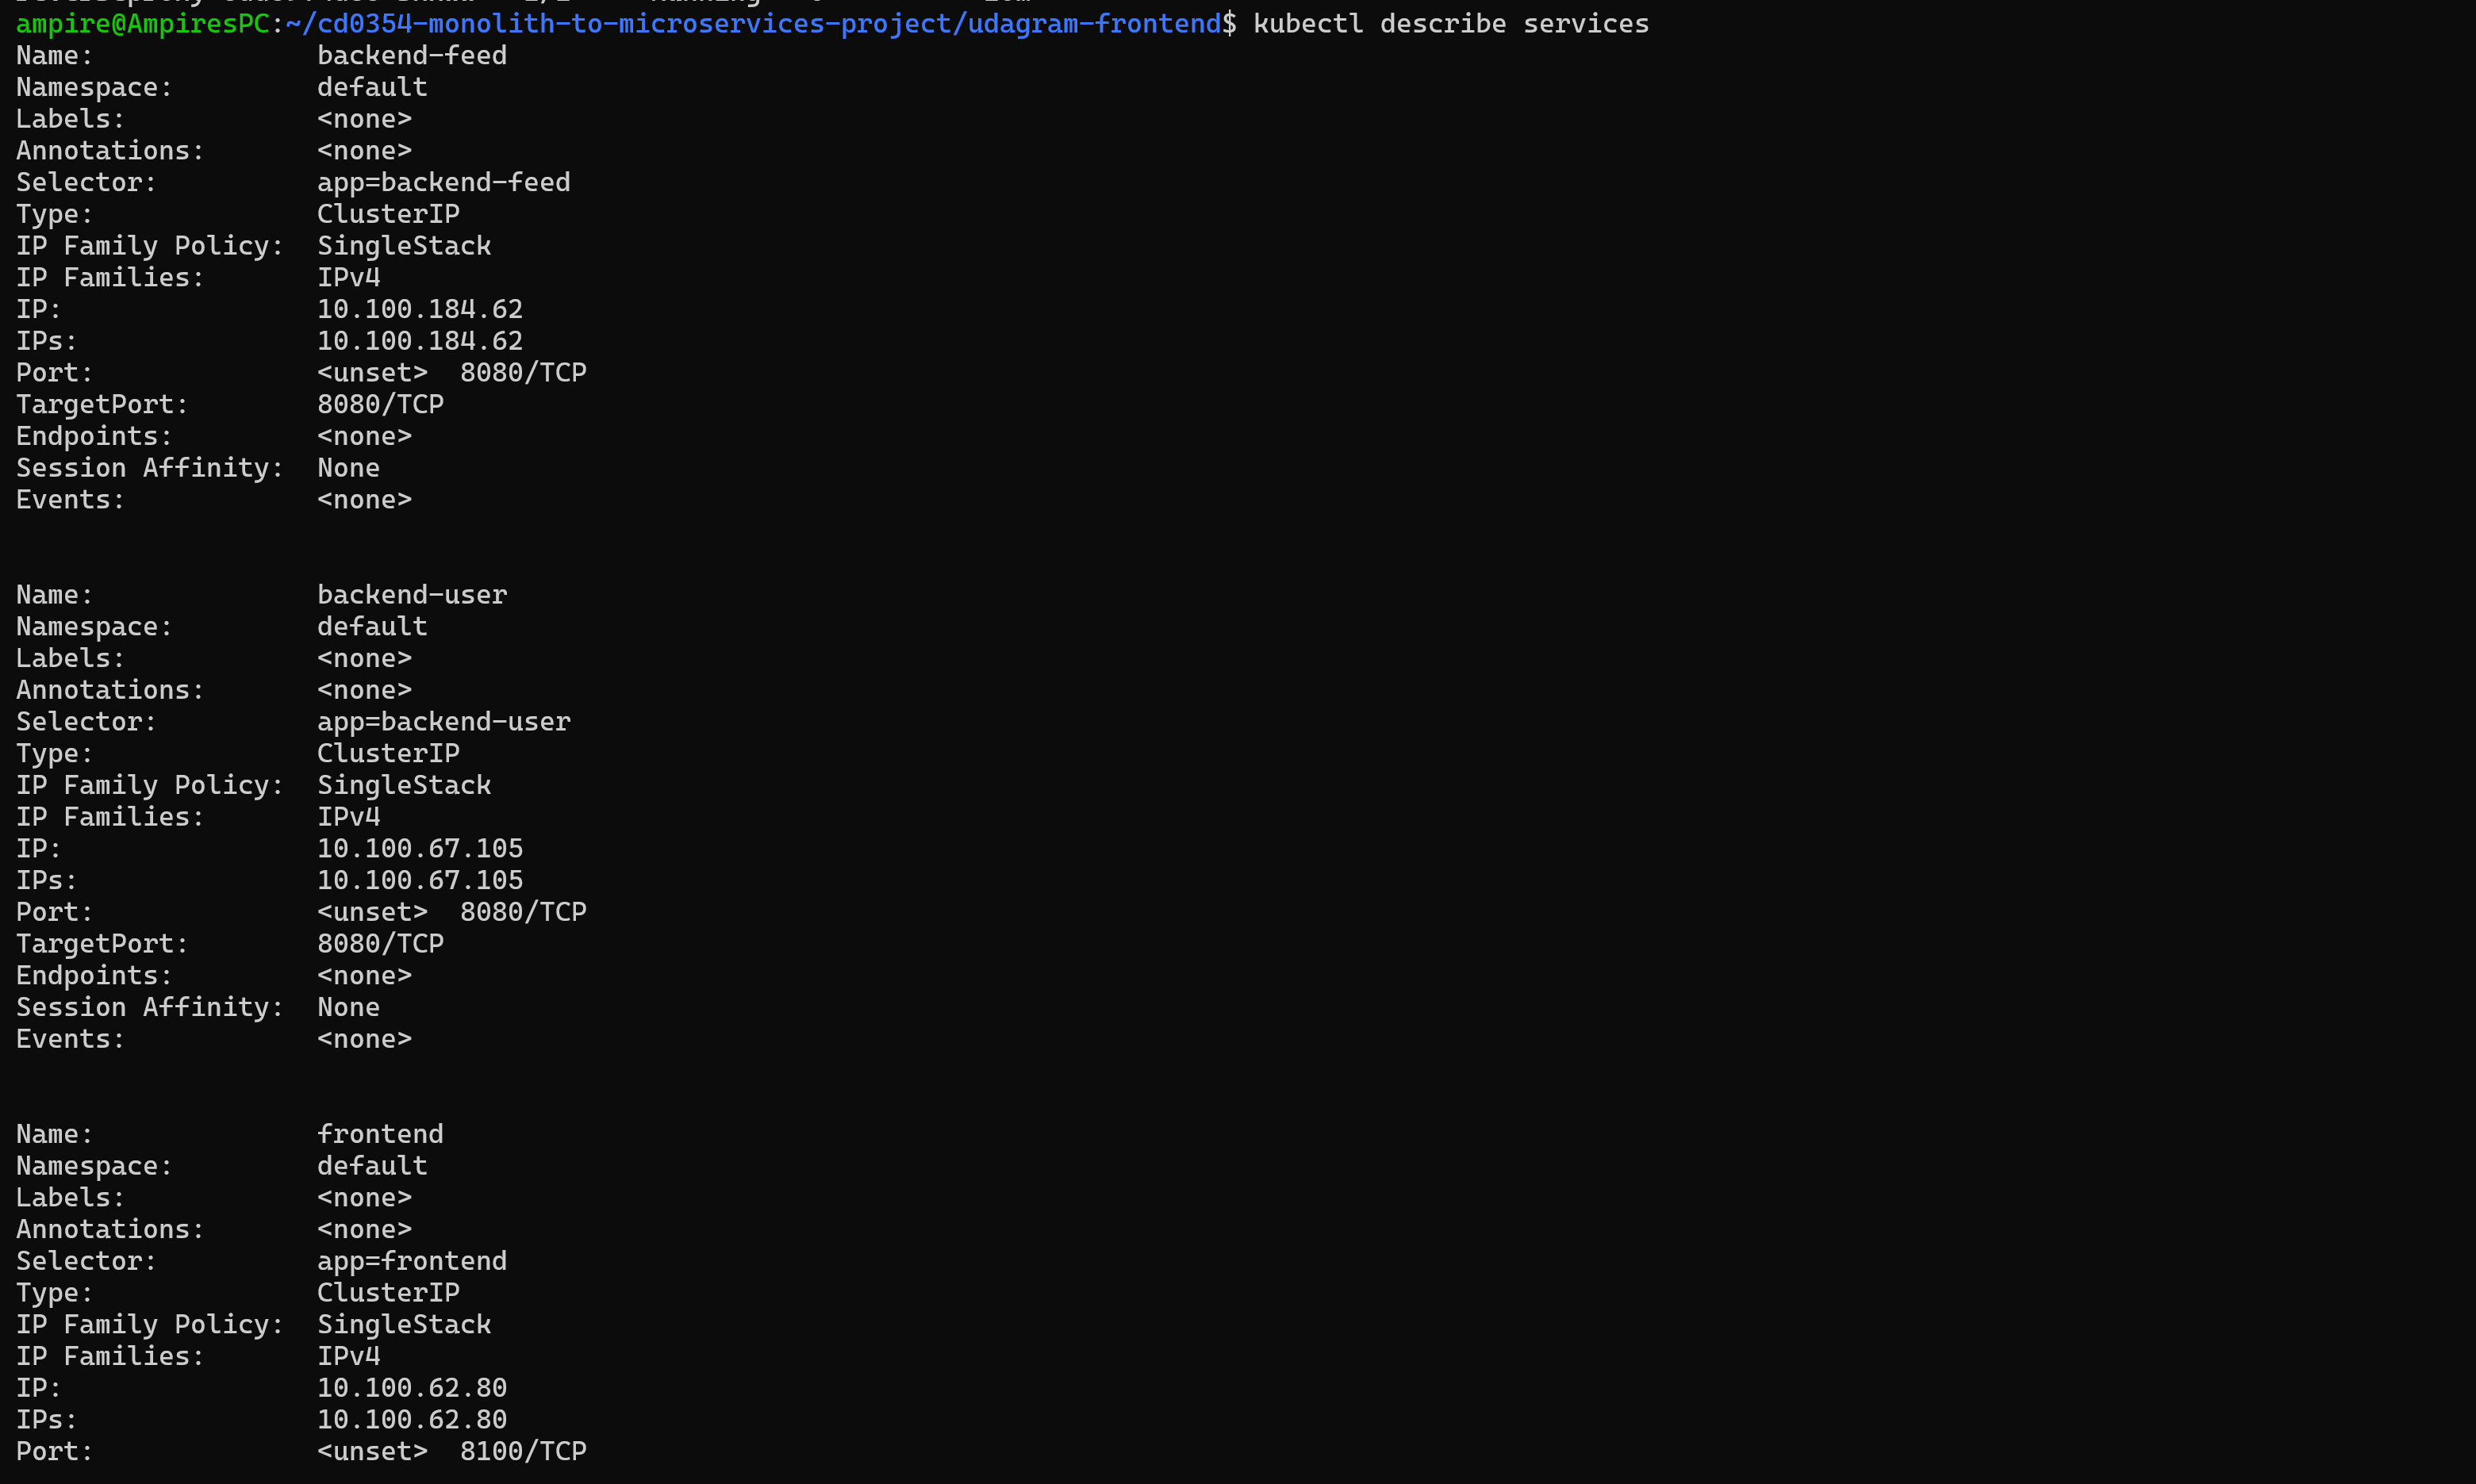 ampire@AmpiresPC:~/cd0354-monolith-to-microservices-project/udagram-frontend$ kubectl describe services
Name:              backend-feed
Namespace:         default
Labels:            <none>
Annotations:       <none>
Selector:          app=backend-feed
Type:              ClusterIP
IP Family Policy:  SingleStack
IP Families:       IPv4
IP:                10.100.184.62
IPs:               10.100.184.62
Port:              <unset>  8080/TCP
TargetPort:        8080/TCP
Endpoints:         <none>
Session Affinity:  None
Events:            <none>
Name:              backend-user
Namespace:         default
Labels:            <none>
Annotations:       <none>
Selector:          app=backend-user
Type:              ClusterIP
IP Family Policy:  SingleStack
IP Families:       IPv4
IP:                10.100.67.105
IPs:               10.100.67.105
Port:              <unset>  8080/TCP
TargetPort:        8080/TCP
Endpoints:         <none>
Session Affinity:  None
Events:            <none>
Name:              frontend
Namespace:         default
Labels:            <none>
Annotations:       <none>
Selector:          app=frontend
Type:              ClusterIP
IP Family Policy:  SingleStack
IP Families:       IPv4
IP:                10.100.62.80
IPs:               10.100.62.80
Port:              <unset>  8100/TCP